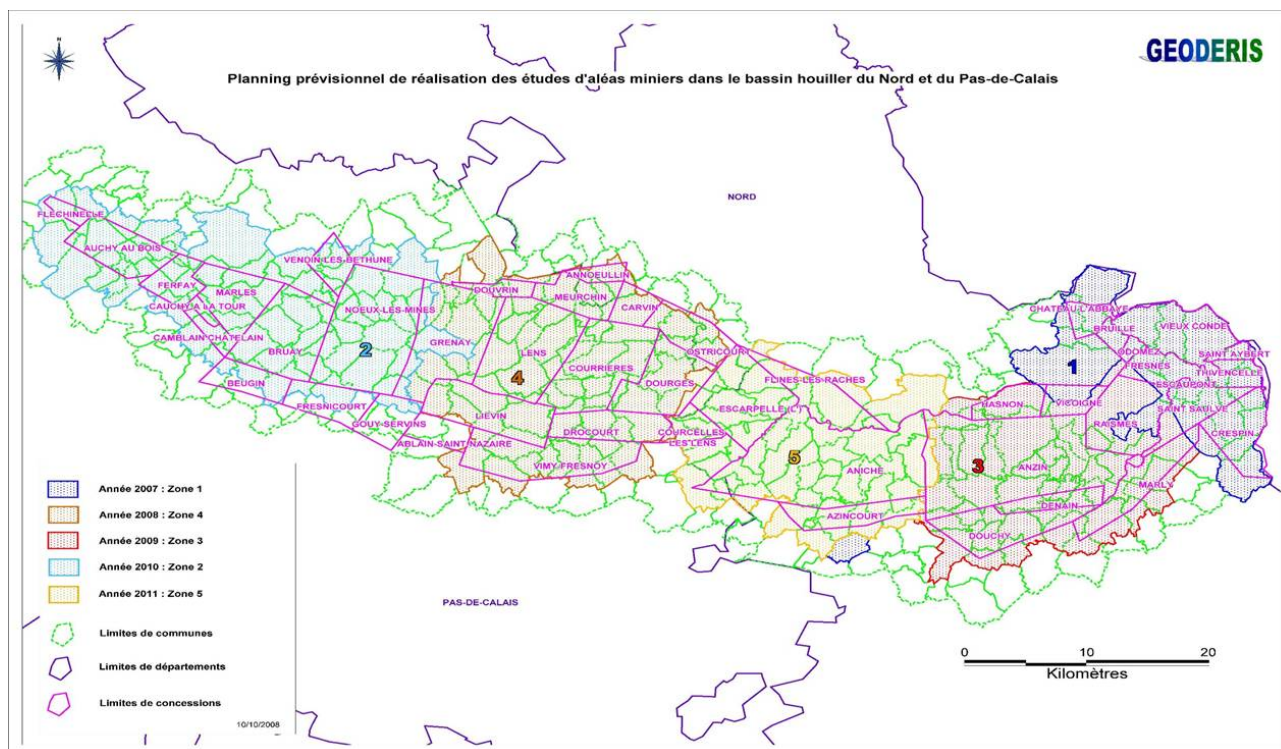 GEODERIS
N
Planning prévisionnel de réalisation des études d'aléas miniers dans le bassin houiller du Nord et du Pas-de-Calais
NORD
FLECHINELLE
AUCHY AU BOIS
VENDIN-LES-BETHUNE
FERFAY
MARLES
CAUCHY A LA TOUR
NOEUX-LES-MINES
CAMBLAIN CHATELAIN
BRUAY
2
GRENAY
BEUGIN
FRESNICOURT
GOUY-SERVINS
ABLAIN-SAINT-NAZAIRE
DOUVRIN
ANNOEULLIN
MEURCHIN
CARVIN
LENS
4
COURRIÈRES
OSTRICOURT
DOURGES
LIEVIN
DROCOURT
COURCELLES
LES LENS
VIMY-FRESNOY
FLINES-LES-RACHES
ESCARPELLE (L')
5
ANICHE
AZINCOURT
CHATEAU L'ABBAYE
BRUILLE
VIEUX CONDE
1
ODOMEZ
FRESNES
SAINT AYBERT
THIVENCELLE
ESCAUPONT
HASNON
VICOIGNE
SAINT SAULVE
RAISMES
CRESPIN
3
ANZIN
MARLY
DENAIN
DOUCHY
PAS-DE-CALAIS
Année 2007 : Zone 1
Année 2008 : Zone 4
Année 2009 : Zone 3
Année 2010 : Zone 2
Année 2011 : Zone 5
Limites de communes
Limites de départements
Limites de concessions
10/10/2008
0 10 20
Kilomètres